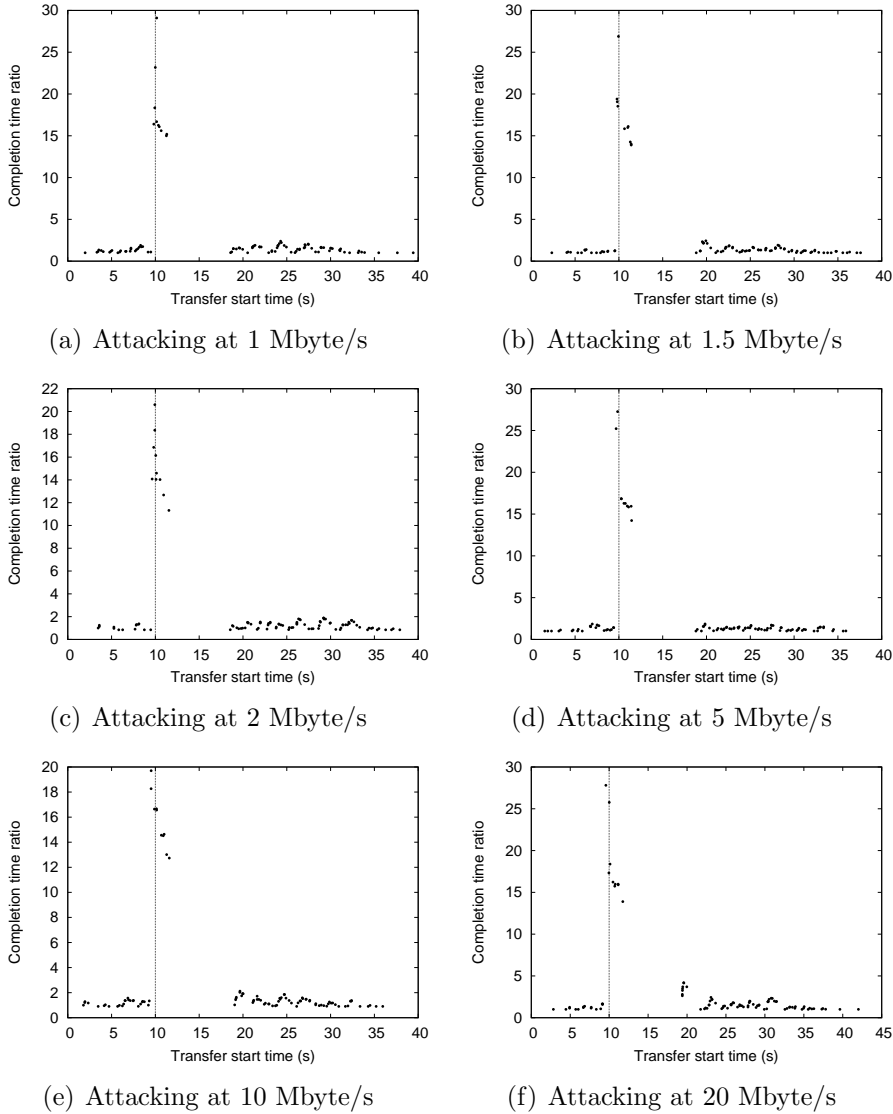 30
25
20
15
10
5
0
0 5 10 15 20 25 30 35 40
Completion time ratio
Transfer start time (s)
(a) Attacking at 1 Mbyte/s
30
25
20
15
10
5
0
0 5 10 15 20 25 30 35 40
Completion time ratio
Transfer start time (s)
(b) Attacking at 1.5 Mbyte/s
22
20
18
16
14
12
10
8
6
4
2
0
0 5 10 15 20 25 30 35 40
Completion time ratio
Transfer start time (s)
(c) Attacking at 2 Mbyte/s
30
25
20
15
10
5
0
0 5 10 15 20 25 30 35 40
Completion time ratio
Transfer start time (s)
(d) Attacking at 5 Mbyte/s
20
18
16
14
12
10
8
6
4
2
0
0 5 10 15 20 25 30 35 40
Completion time ratio
Transfer start time (s)
(e) Attacking at 10 Mbyte/s
30
25
20
15
10
5
0
0 5 10 15 20 25 30 35 40 45
Completion time ratio
Transfer start time (s)
(f) Attacking at 20 Mbyte/s